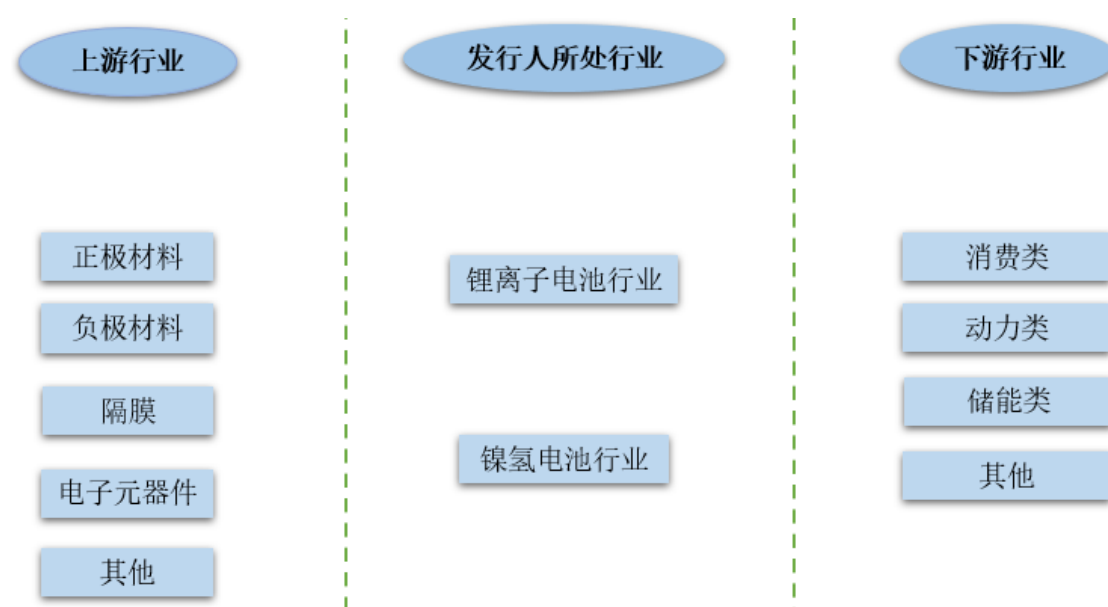 上游行业
发行人所处行业
下游行业
正极材料
负极材料
隔膜
电子元器件
其他
锂离子电池行业
镍氢电池行业
消费类
动力类
储能类
其他